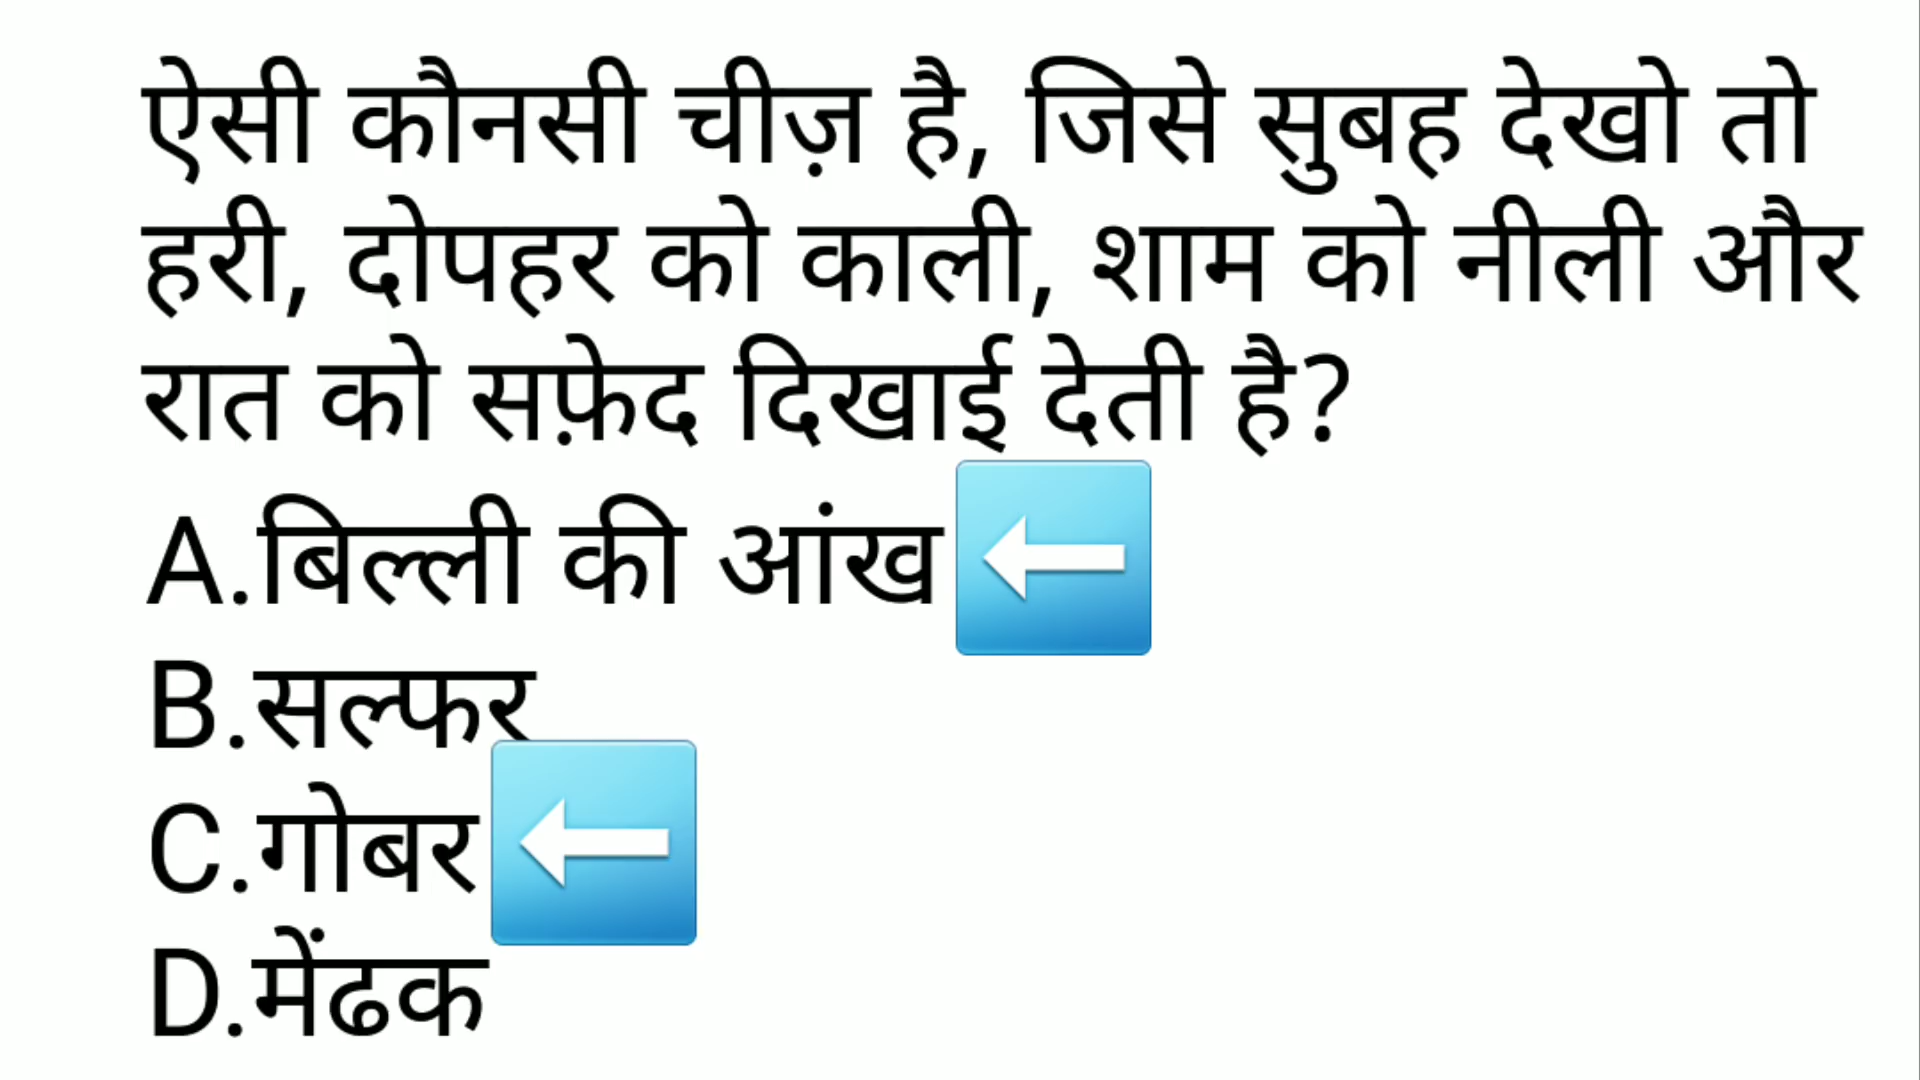 ऐसी कौनसी चीज़ है, जिसे सुबह देखो तो
हरी, दोपहर को काली, शाम को नीली और
रात को सफ़ेद दिखाई देती है?
A.बिल्ली की आंख
B.सल्फर
C.गोबर
D.मेंढक